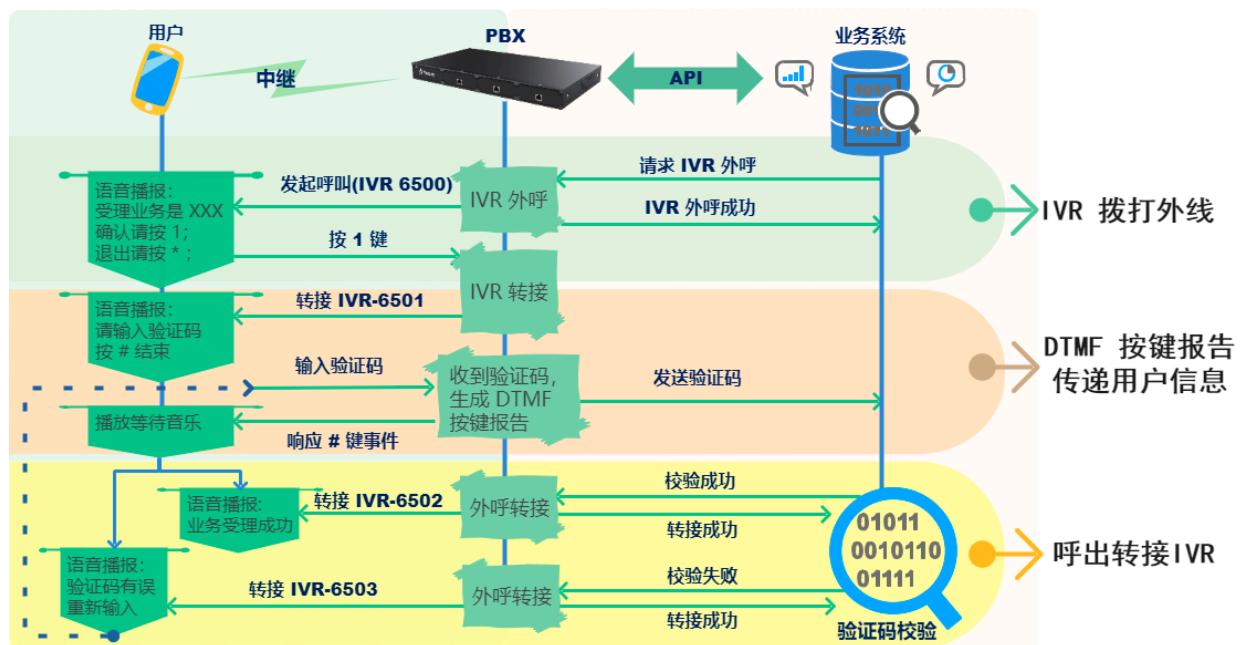 用户
PBX
业务系统
中继
API
1010
1011
请求 IVR 外呼
发起呼叫(IVR 6500)
IVR 外呼
IVR 外呼成功
语音播报:
受理业务是 XXX
确认请按 1;
退出请按 * ;
按 1 键
IVR 拨打外线
IVR 转接
转接 IVR-6501
语音播报:
请输入验证码
按 # 结束
输入验证码
收到验证码,
生成 DTMF
按键报告
发送验证码
DTMF 按键报告
传递用户信息
播放等待音乐
响应 # 键事件
校验成功
转接 IVR-6502
外呼转接
转接成功
语音播报:
业务受理成功
01011
0010110
01111
呼出转接IVR
语音播报:
验证码有误
重新输入
转接 IVR-6503
外呼转接
校验失败
转接成功
验证码校验